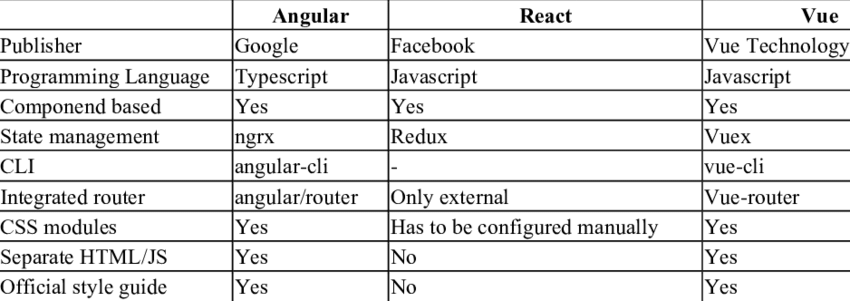 Angular React Vue
Publisher Google Facebook Vue Technology
Programming Language Typescript Javascript Javascript
Componend based Yes Yes Yes
State management ngrx Redux Vuex
CLI angular-cli - vue-cli
Integrated router angular/router Only external Vue-router
CSS modules Yes Has to be configured manually Yes
Separate HTML/JS Yes No Yes
Official style guide Yes No Yes